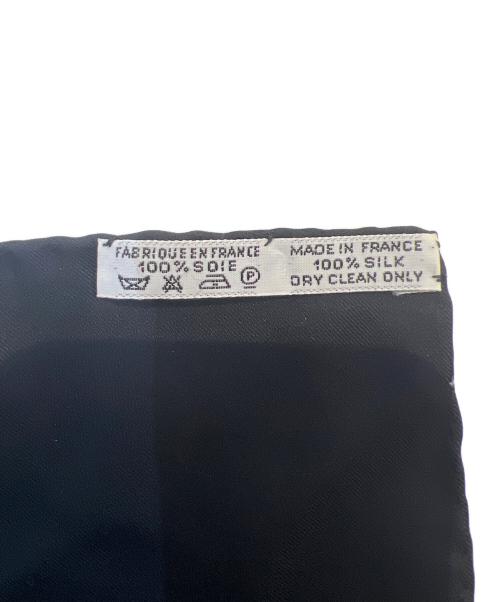 FABRIQUE EN FRANCE
100% SOIE
P
MADE IN FRANCE
100% SILK
DRY CLEAN ONLY